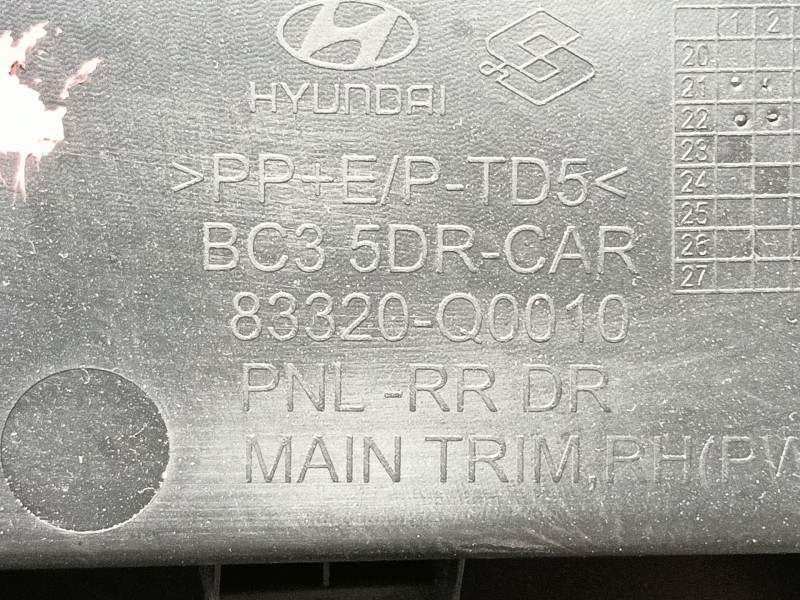 HYUNDAI
>PP+E/P-TD5<
BC3 5DR-CAR
83320-Q0010
PNL -RR DR
MAIN TRIM,RH(PW
1 2
20
21
22
23
24
25
26
27